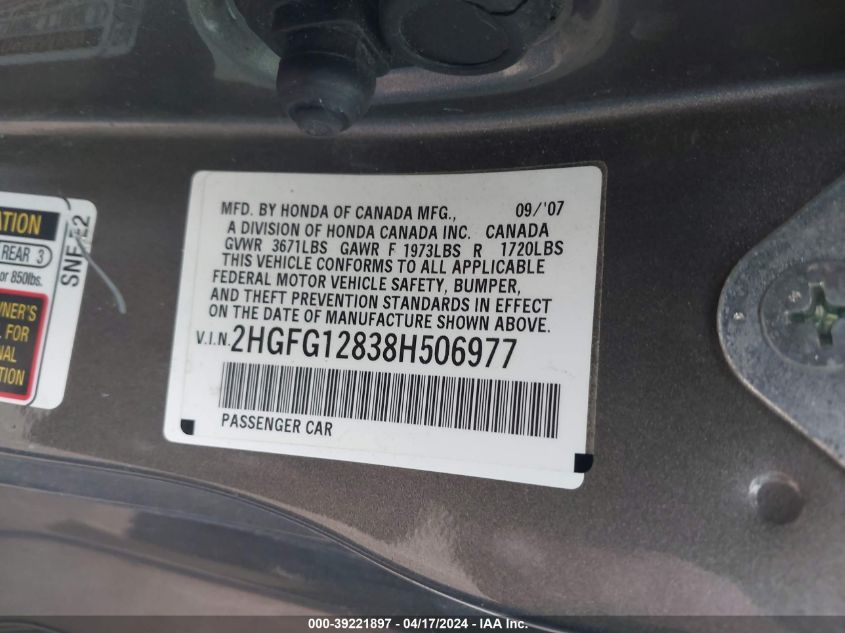 MFD. BY HONDA OF CANADA MFG., 09/'07
A DIVISION OF HONDA CANADA INC. CANADA
GVWR 3671LBS GAWR F 1973LBS R 1720LBS
THIS VEHICLE CONFORMS TO ALL APPLICABLE
FEDERAL MOTOR VEHICLE SAFETY, BUMPER,
AND THEFT PREVENTION STANDARDS IN EFFECT
ON THE DATE OF MANUFACTURE SHOWN ABOVE.
V.I.N. 2HGFG12838H506977
PASSENGER CAR
REAR 3
or 850lbs.
FOR
SNE
000-39221897 - 04/17/2024 - IAA Inc.